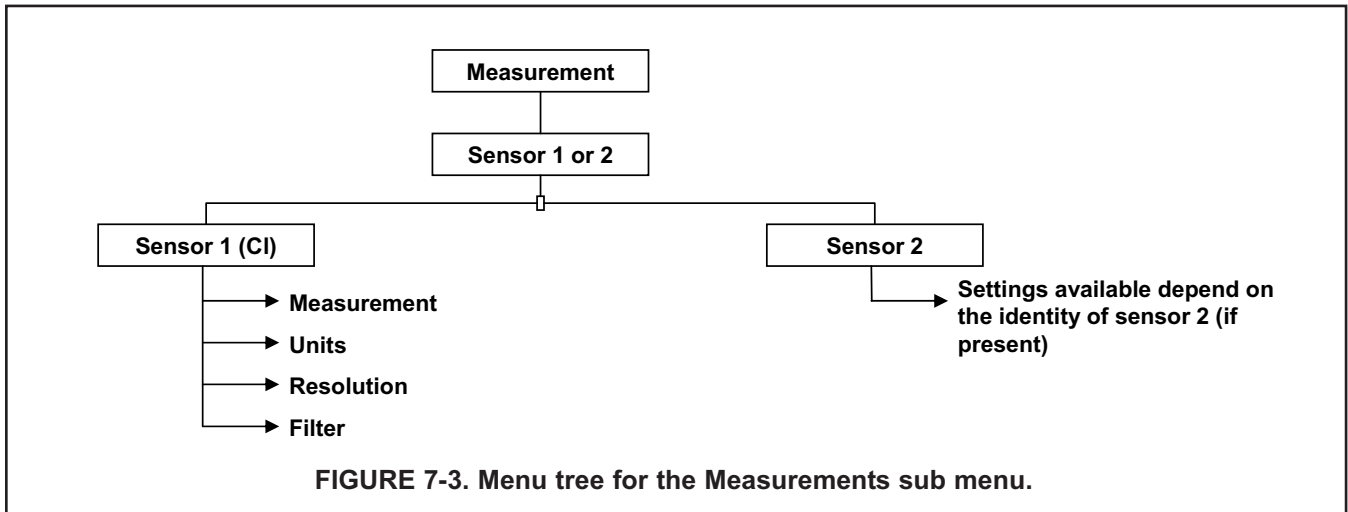 Measurement
Sensor 1 or 2
Sensor 1 (Cl)
Sensor 2
Measurement
Units
Resolution
Filter
Settings available depend on
the identity of sensor 2 (if
present)
FIGURE 7-3. Menu tree for the Measurements sub menu.